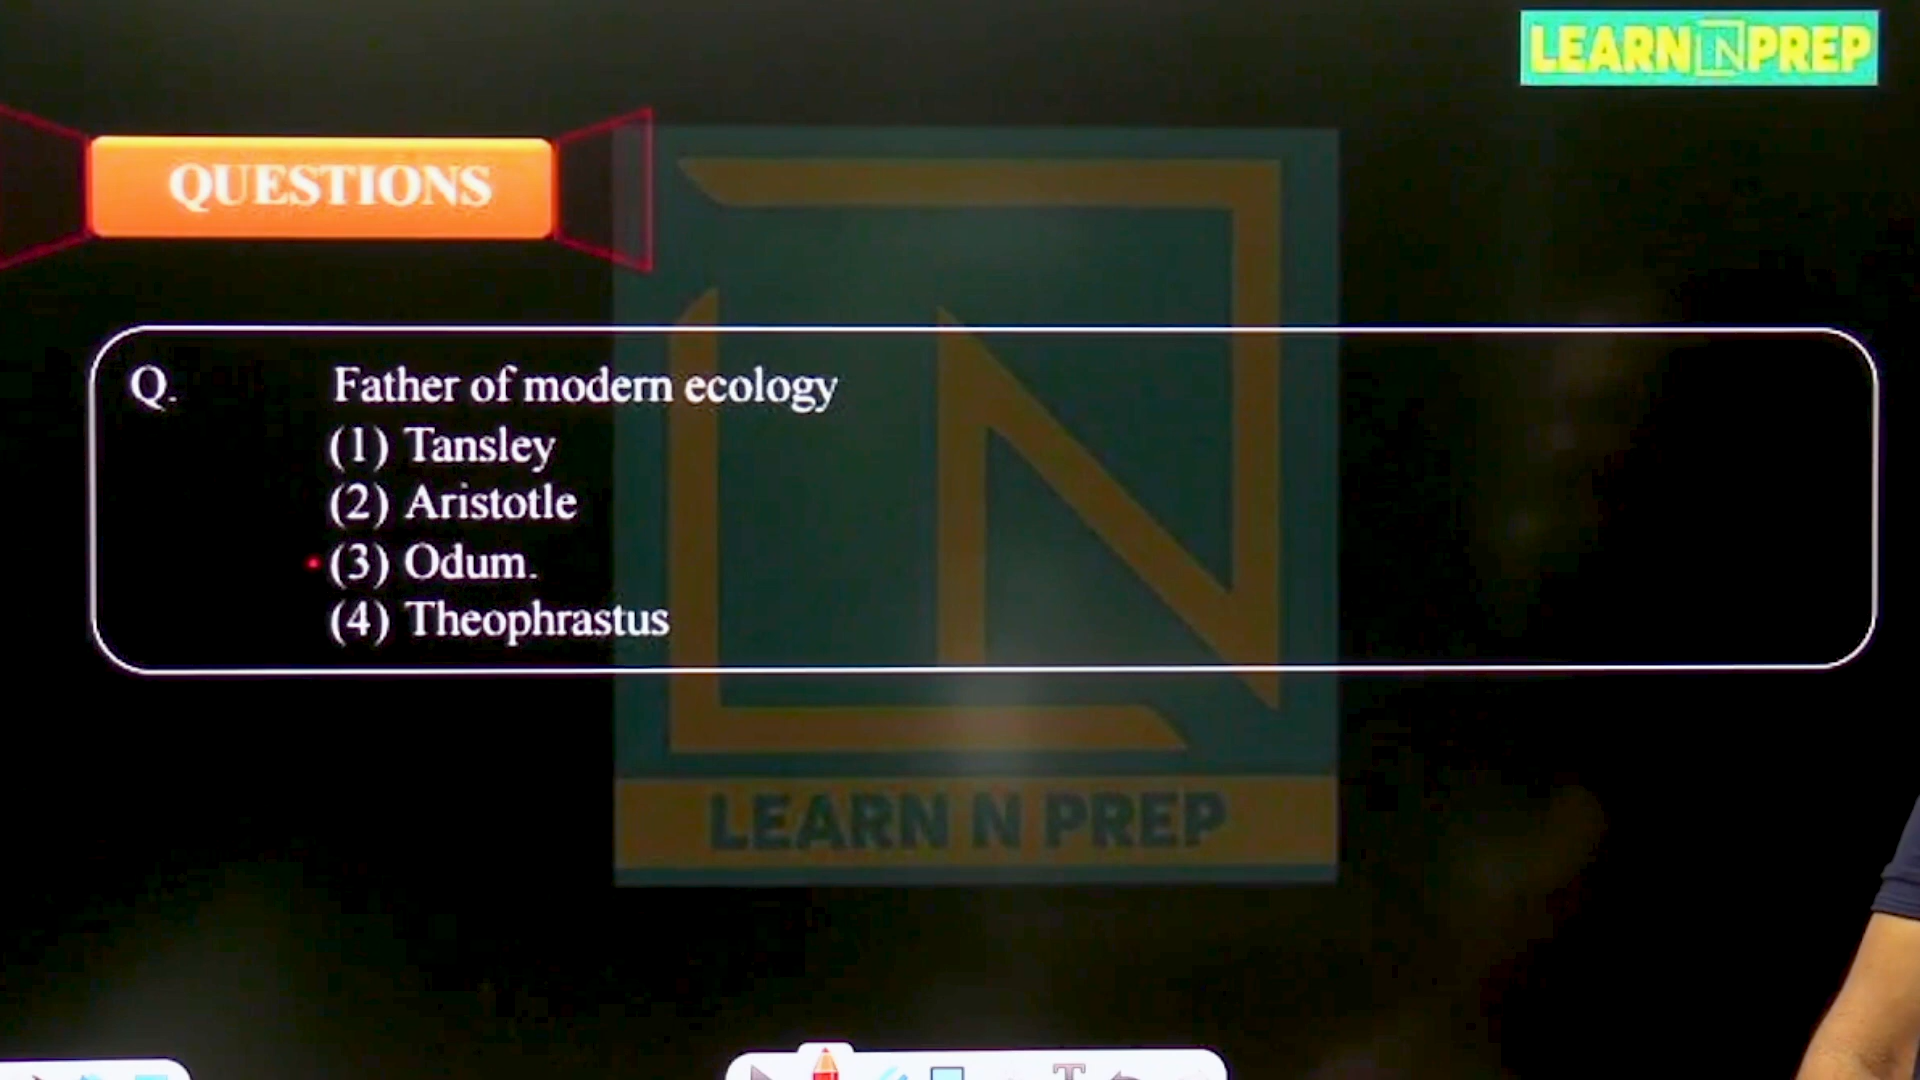 LEARN N PREP
QUESTIONS
Q. Father of modern ecology
(1) Tansley
(2) Aristotle
(3) Odum.
(4) Theophrastus
LEARN N PREP
T